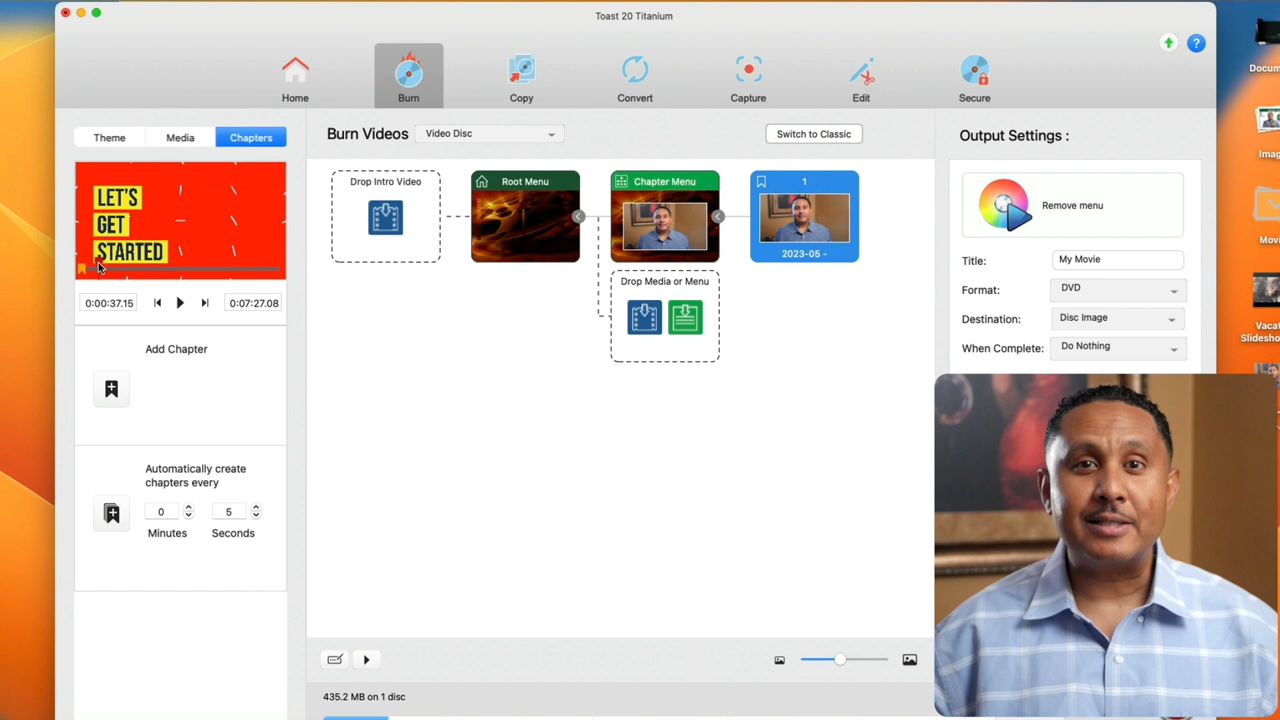 Toast 20 Titanium
?
Home
Burn
Copy
Convert
Capture
Edit
Secure
Theme
Media
Chapters
LET'S
GET
STARTED
0:00:37.15
0:07:27.08
Add Chapter
Automatically create
chapters every
0
5
Minutes
Seconds
Burn Videos
Video Disc
Switch to Classic
Drop Intro Video
Root Menu
Chapter Menu
1
2023-05 -
Drop Media or Menu
435.2 MB on 1 disc
Output Settings :
Remove menu
Title:
My Movie
Format:
DVD
Destination:
Disc Image
When Complete:
Do Nothing
Docum
Imag
Movi
Vacat
Slidesho